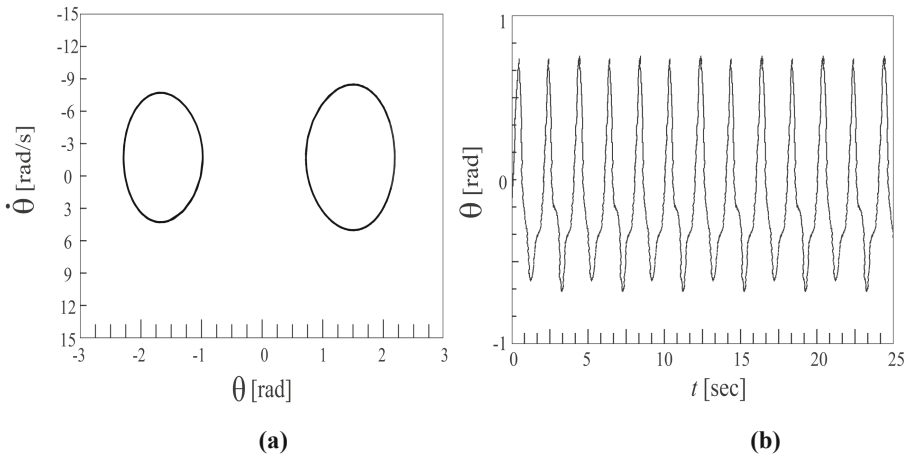 -15
-12
-9
-6
-3
0
3
6
9
12
15
-3 -2 -1 0 1 2 3
θ̇ [rad/s]
θ [rad]
(a)
1
0
-1
0 5 10 15 20 25
θ [rad]
t [sec]
(b)